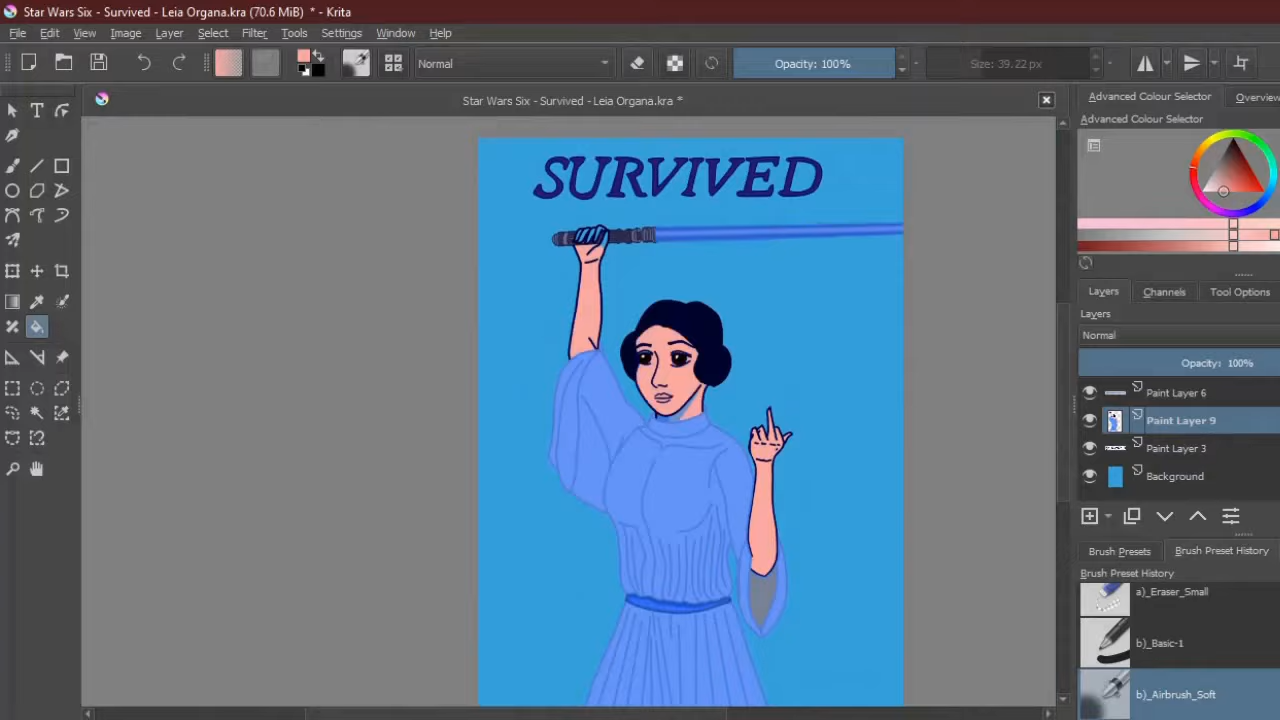 Star Wars Six - Survived - Leia Organa.kra (70.6 MiB) * - Krita
File Edit View Image Layer Filter Tools Select Settings Window Help
Normal
Opacity: 100%
Size: 39.22 px
Star Wars Six - Survived - Leia Organa.kra *
Advanced Colour Selector
Overview
Advanced Colour Selector
SURVIVED
Layers
Channels
Tool Options
Layers
Normal
Opacity: 100%
Paint Layer 6
Paint Layer 9
Paint Layer 3
Background
Brush Presets
Brush Preset History
Brush Preset History
a)_Eraser_Small
b)_Basic-1
b)_Airbrush_Soft